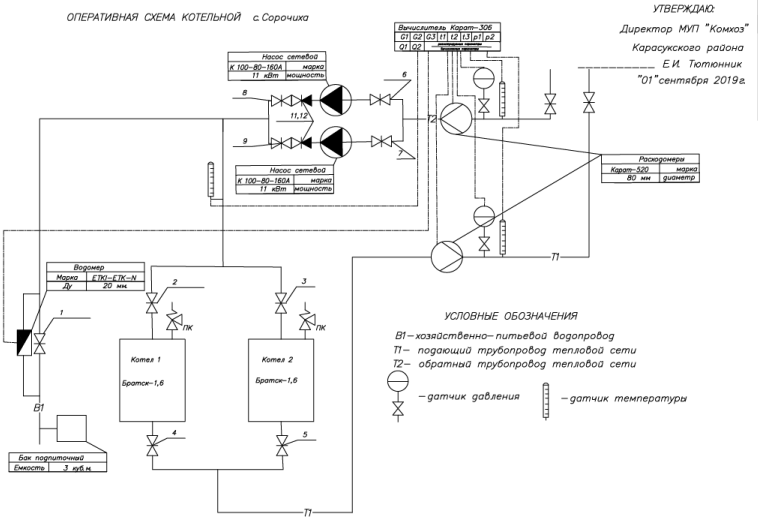 ОПЕРАТИВНАЯ СХЕМА КОТЕЛЬНОЙ с.Сорочиха
УТВЕРЖДАЮ:
Директор МУП "Комхоз"
Карасукского района
Е.И. Тютюнник
"01"сентября 2019г.
Вычислитель Карат-306
G1 G2 G3 t1 t2 t3 p1 p2
Q1 Q2
Насос сетевой
К 100-80-160А марка
11 кВт мощность
8
6
11,12
9
7
Т2
Насос сетевой
К 100-80-160А марка
11 кВт мощность
Расходомеры
Карат-520 марка
80 мм диаметр
Т1
Водомер
Марка ETKI-ETK-N
Ду 20 мм.
1
2
3
ПК
ПК
Котел 1
Братск-1,6
Котел 2
Братск-1,6
4
5
В1
Бак подпиточный
Емкость 3 куб.м.
Т1
УСЛОВНЫЕ ОБОЗНАЧЕНИЯ
В1-хозяйственно-питьевой водопровод
Т1- подающий трубопровод тепловой сети
Т2- обратный трубопровод тепловой сети
-датчик давления
-датчик температуры